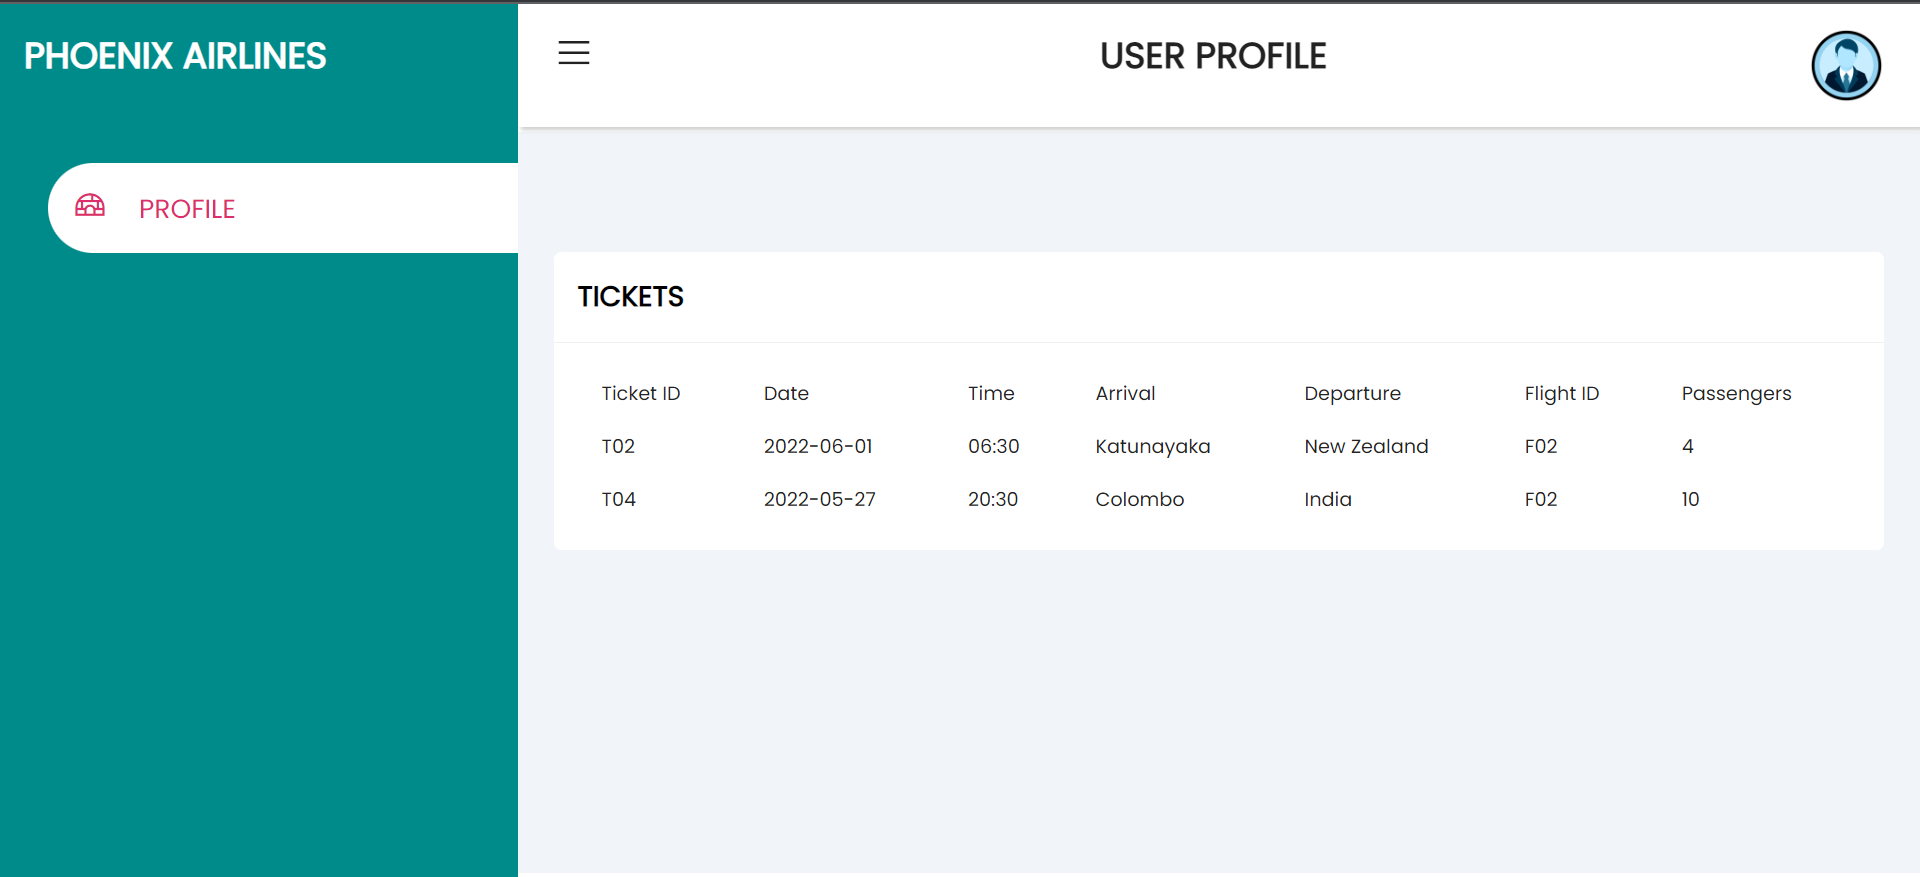 PHOENIX AIRLINES
USER PROFILE
PROFILE
TICKETS
Ticket ID Date Time Arrival Departure Flight ID Passengers
T02 2022-06-01 06:30 Katunayaka New Zealand F02 4
T04 2022-05-27 20:30 Colombo India F02 10